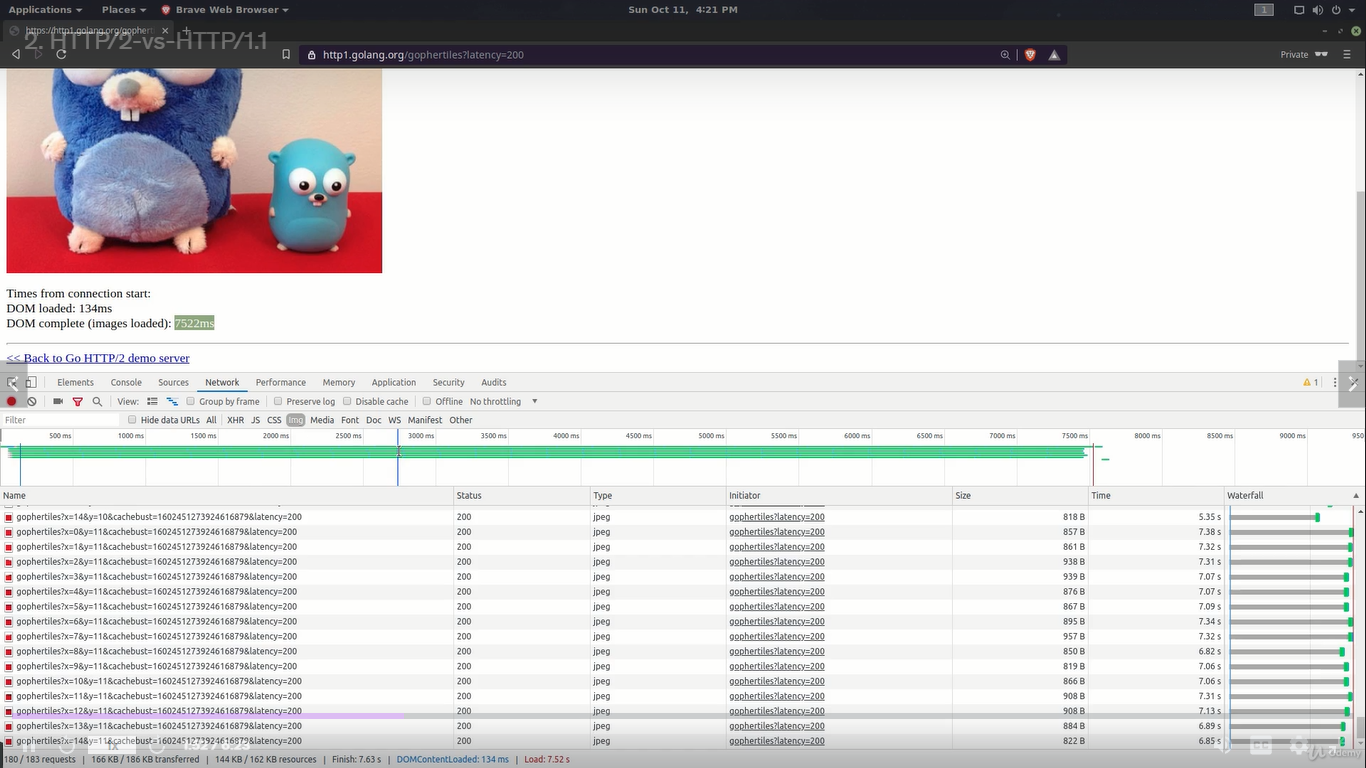 Applications Places Brave Web Browser Sun Oct 11, 4:21 PM 1
https://http1.golang.org/gophert
2. HTTP/2-vs-HTTP/1.1
http1.golang.org/gophertiles?latency=200 Private
Times from connection start:
DOM loaded: 134ms
DOM complete (images loaded): 7522ms
<< Back to Go HTTP/2 demo server
Elements Console Sources Network Performance Memory Application Security Audits 1
View: Group by frame Preserve log Disable cache Offline No throttling
Filter Hide data URLs All XHR JS CSS Img Media Font Doc WS Manifest Other
500 ms 1000 ms 1500 ms 2000 ms 2500 ms 3000 ms 3500 ms 4000 ms 4500 ms 5000 ms 5500 ms 6000 ms 6500 ms 7000 ms 7500 ms 8000 ms 8500 ms 9000 ms 950
Name Status Type Initiator Size Time Waterfall
gophertiles?x=14&y=10&cachebust=1602451273924616879&latency=200 200 jpeg gophertiles?latency=200 818 B 5.35 s
gophertiles?x=0&y=11&cachebust=1602451273924616879&latency=200 200 jpeg gophertiles?latency=200 857 B 7.38 s
gophertiles?x=1&y=11&cachebust=1602451273924616879&latency=200 200 jpeg gophertiles?latency=200 861 B 7.32 s
gophertiles?x=2&y=11&cachebust=1602451273924616879&latency=200 200 jpeg gophertiles?latency=200 938 B 7.31 s
gophertiles?x=3&y=11&cachebust=1602451273924616879&latency=200 200 jpeg gophertiles?latency=200 939 B 7.07 s
gophertiles?x=4&y=11&cachebust=1602451273924616879&latency=200 200 jpeg gophertiles?latency=200 876 B 7.07 s
gophertiles?x=5&y=11&cachebust=1602451273924616879&latency=200 200 jpeg gophertiles?latency=200 867 B 7.09 s
gophertiles?x=6&y=11&cachebust=1602451273924616879&latency=200 200 jpeg gophertiles?latency=200 895 B 7.34 s
gophertiles?x=7&y=11&cachebust=1602451273924616879&latency=200 200 jpeg gophertiles?latency=200 957 B 7.32 s
gophertiles?x=8&y=11&cachebust=1602451273924616879&latency=200 200 jpeg gophertiles?latency=200 850 B 6.82 s
gophertiles?x=9&y=11&cachebust=1602451273924616879&latency=200 200 jpeg gophertiles?latency=200 819 B 7.06 s
gophertiles?x=10&y=11&cachebust=1602451273924616879&latency=200 200 jpeg gophertiles?latency=200 866 B 7.06 s
gophertiles?x=11&y=11&cachebust=1602451273924616879&latency=200 200 jpeg gophertiles?latency=200 908 B 7.31 s
gophertiles?x=12&y=11&cachebust=1602451273924616879&latency=200 200 jpeg gophertiles?latency=200 908 B 7.13 s
gophertiles?x=13&y=11&cachebust=1602451273924616879&latency=200 200 jpeg gophertiles?latency=200 884 B 6.89 s
gophertiles?x=14&y=11&cachebust=1602451273924616879&latency=200 200 jpeg gophertiles?latency=200 822 B 6.85 s
1x CC
180 / 183 requests | 166 KB / 186 KB transferred | 144 KB / 162 KB resources | Finish: 7.63 s | DOMContentLoaded: 134 ms | Load: 7.52 s